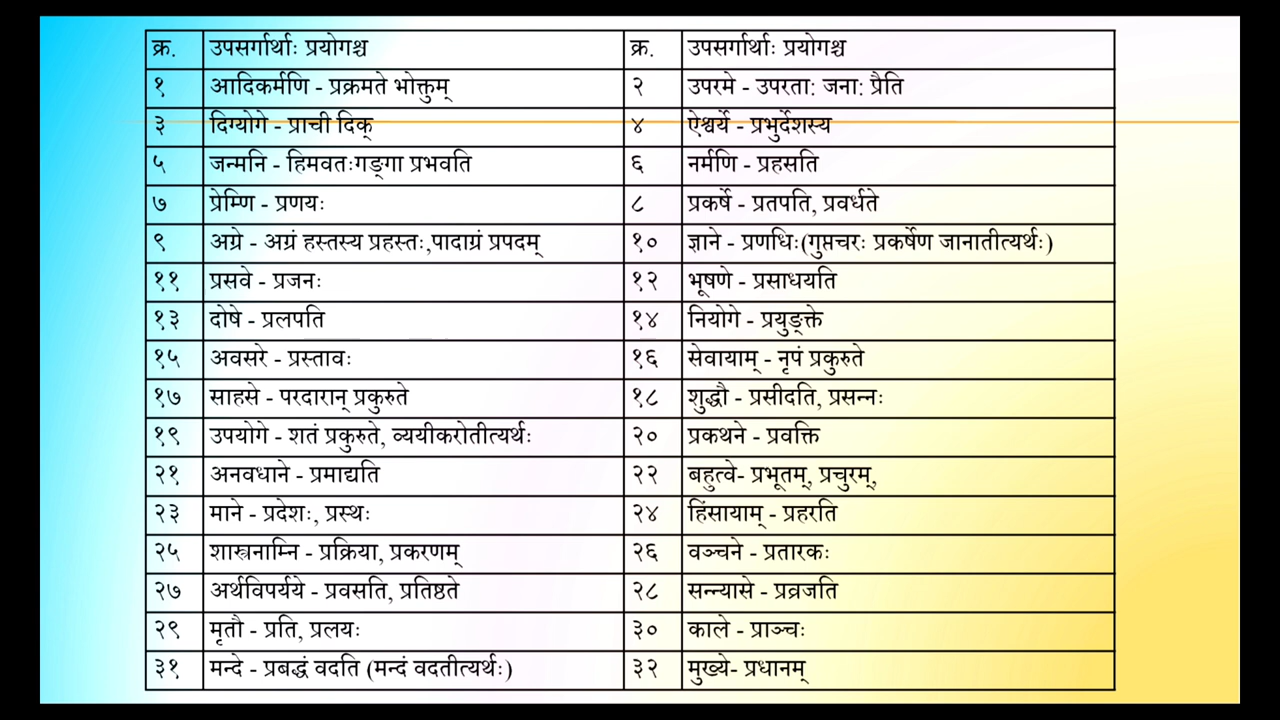 क्र. उपसर्गार्थाः प्रयोगश्च क्र. उपसर्गार्थाः प्रयोगश्च
१ आदिकर्मणि - प्रक्रमते भोक्तुम् २ उपरमे - उपरता: जना: प्रैति
३ दिग्योगे - प्राची दिक् ४ ऐश्वर्ये - प्रभुर्देशस्य
५ जन्मनि - हिमवतःगङ्गा प्रभवति ६ नर्मणि - प्रहसति
७ प्रेम्णि - प्रणयः ८ प्रकर्षे - प्रतपति, प्रवर्धते
९ अग्रे - अग्रं हस्तस्य प्रहस्तः,पादाग्रं प्रपदम् १० ज्ञाने - प्रणधिः(गुप्तचरः प्रकर्षेण जानातीत्यर्थः)
११ प्रसवे - प्रजनः १२ भूषणे - प्रसाधयति
१३ दोषे - प्रलपति १४ नियोगे - प्रयुङ्क्ते
१५ अवसरे - प्रस्तावः १६ सेवायाम् - नृपं प्रकुरुते
१७ साहसे - परदारान् प्रकुरुते १८ शुद्धौ - प्रसीदति, प्रसन्नः
१९ उपयोगे - शतं प्रकुरुते, व्ययीकरोतीत्यर्थः २० प्रकथने - प्रवक्ति
२१ अनवधाने - प्रमाद्यति २२ बहुत्वे- प्रभूतम्, प्रचुरम्,
२३ माने - प्रदेशः, प्रस्थः २४ हिंसायाम् - प्रहरति
२५ शास्त्रनाम्नि - प्रक्रिया, प्रकरणम् २६ वञ्चने - प्रतारकः
२७ अर्थविपर्यये - प्रवसति, प्रतिष्ठते २८ सन्न्यासे - प्रव्रजति
२९ मृतौ - प्रति, प्रलयः ३० काले - प्राञ्चः
३१ मन्दे - प्रबद्धं वदति (मन्दं वदतीत्यर्थः) ३२ मुख्ये- प्रधानम्